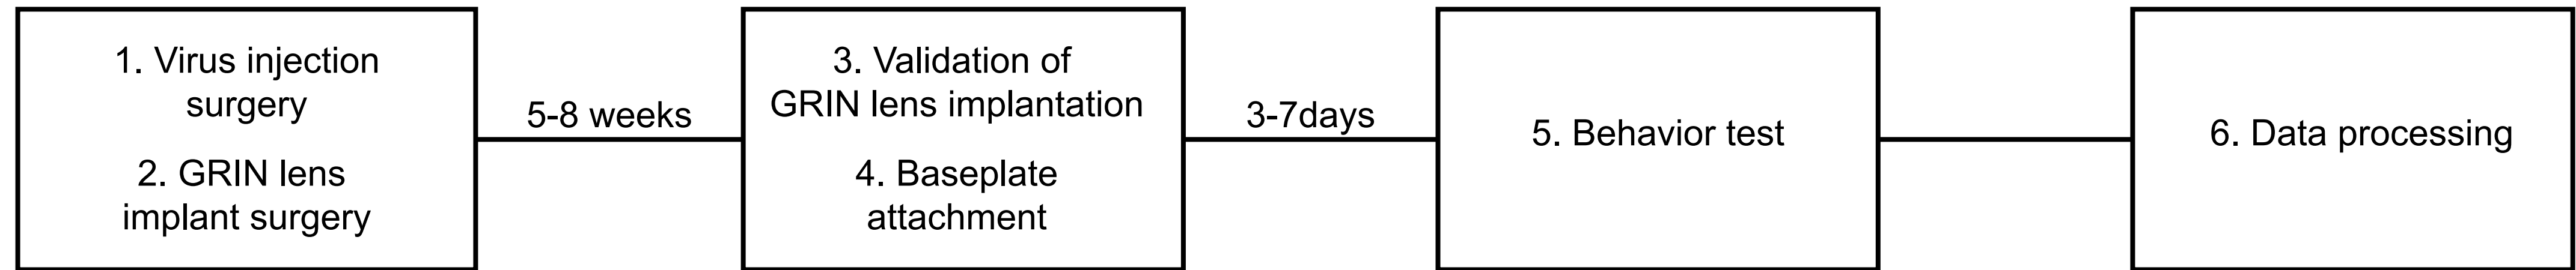 1. Virus injection
surgery
2. GRIN lens
implant surgery
5-8 weeks
3. Validation of
GRIN lens implantation
4. Baseplate
attachment
3-7days
5. Behavior test
6. Data processing